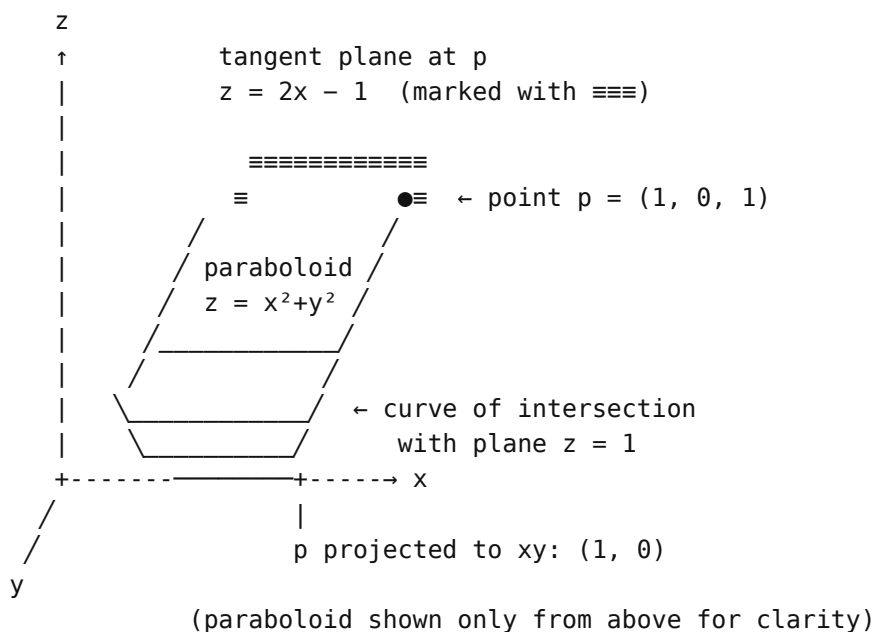 z
tangent plane at p
z = 2x − 1 (marked with ≡≡≡)
← point p = (1, 0, 1)
paraboloid
z = x²+y²
← curve of intersection
with plane z = 1
x
p projected to xy: (1, 0)
y
(paraboloid shown only from above for clarity)